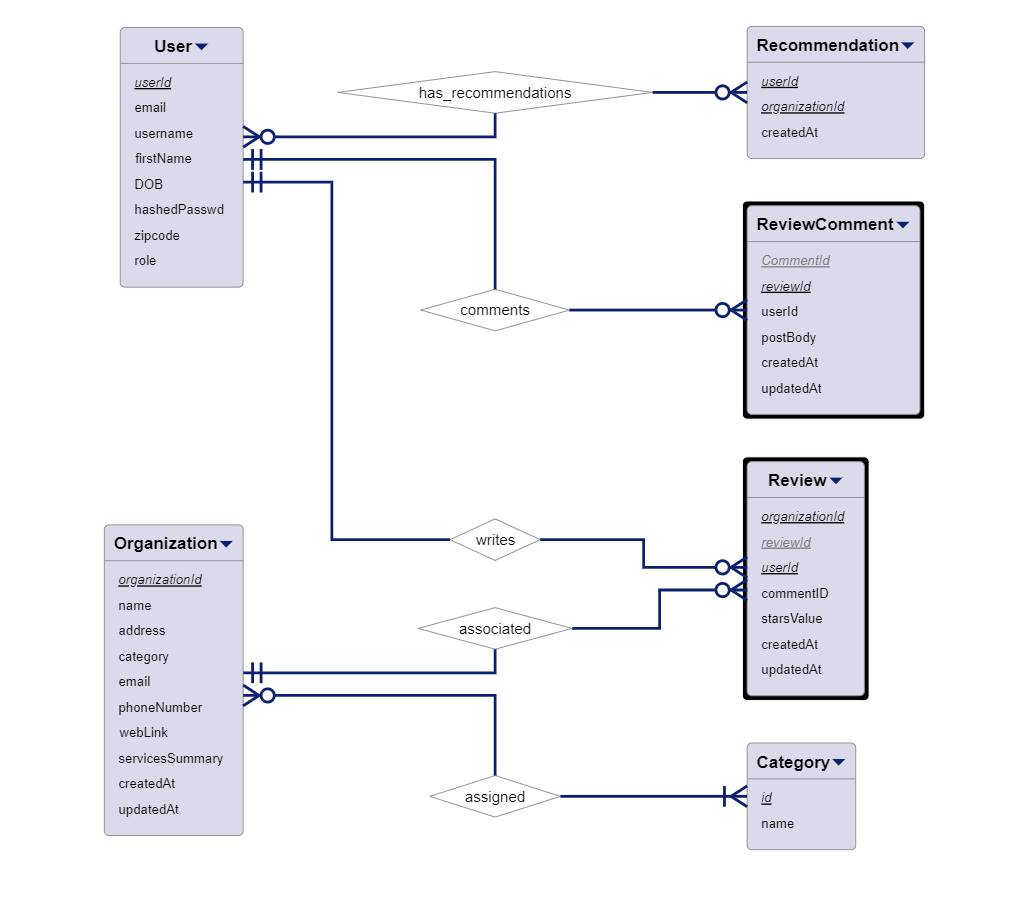 User
userId
email
username
firstName
DOB
hashedPasswd
zipcode
role
has_recommendations
Recommendation
userId
organizationId
createdAt
comments
ReviewComment
CommentId
reviewId
userId
postBody
createdAt
updatedAt
writes
Review
organizationId
reviewId
userId
commentID
starsValue
createdAt
updatedAt
Organization
organizationId
name
address
category
email
phoneNumber
webLink
servicesSummary
createdAt
updatedAt
associated
assigned
Category
id
name